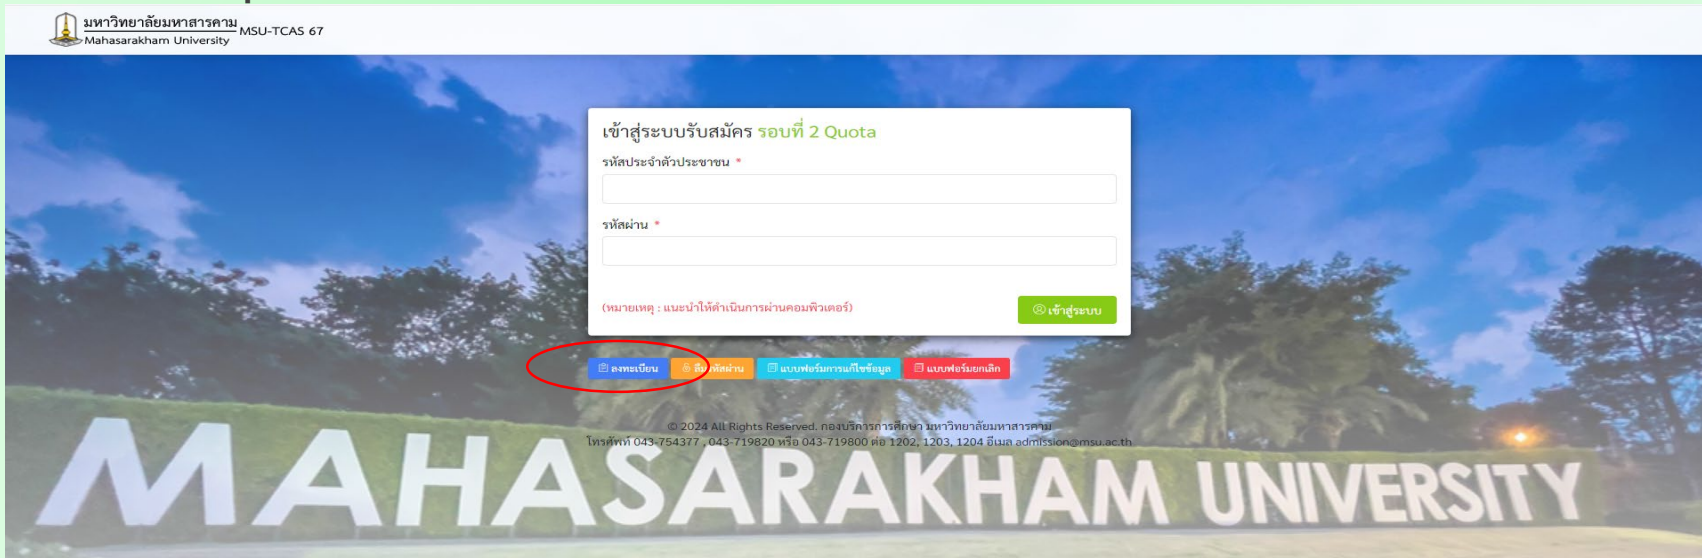 มหาวิทยาลัยมหาสารคาม
Mahasarakham University
MSU-TCAS 67
เข้าสู่ระบบรับสมัคร รอบที่ 2 Quota
รหัสประจำตัวประชาชน *
รหัสผ่าน *
(หมายเหตุ : แนะนำให้ดำเนินการผ่านคอมพิวเตอร์)
เข้าสู่ระบบ
ลงทะเบียน ลืมรหัสผ่าน แบบฟอร์มการแก้ไขข้อมูล แบบฟอร์มยกเลิก
© 2024 All Rights Reserved. กองบริการการศึกษา มหาวิทยาลัยมหาสารคาม
โทรศัพท์ 043-754377 , 043-719820 หรือ 043-719800 ต่อ 1202, 1203, 1204 อีเมล admission@msu.ac.th
MAHASARAKHAM UNIVERSITY